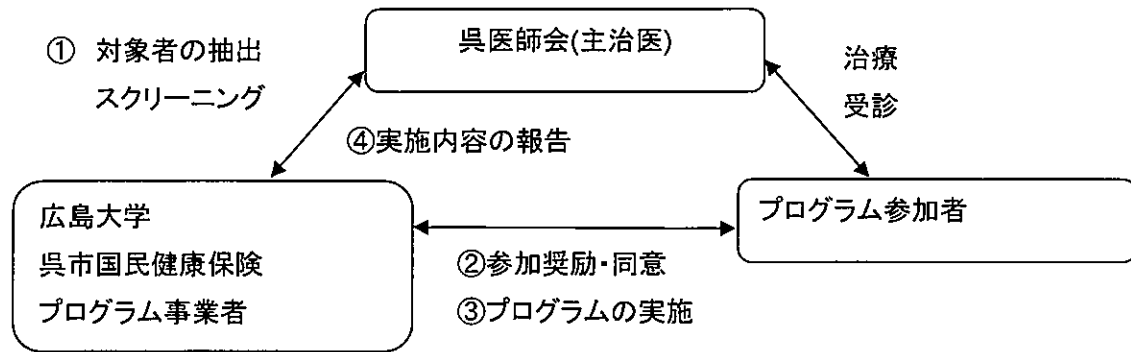 ① 対象者の抽出
スクリーニング
呉医師会(主治医)
治療
受診
④実施内容の報告
広島大学
呉市国民健康保険
プログラム事業者
プログラム参加者
②参加奨励・同意
③プログラムの実施